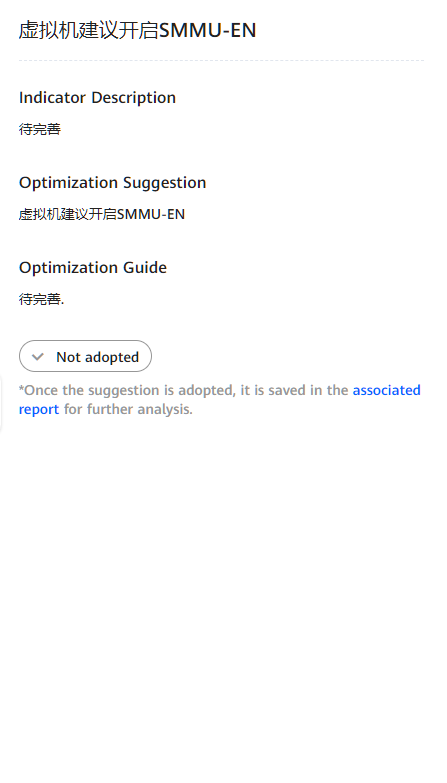 虚拟机建议开启SMMU-EN
Indicator Description
待完善
Optimization Suggestion
虚拟机建议开启SMMU-EN
Optimization Guide
待完善.
Not adopted
*Once the suggestion is adopted, it is saved in the associated
report for further analysis.